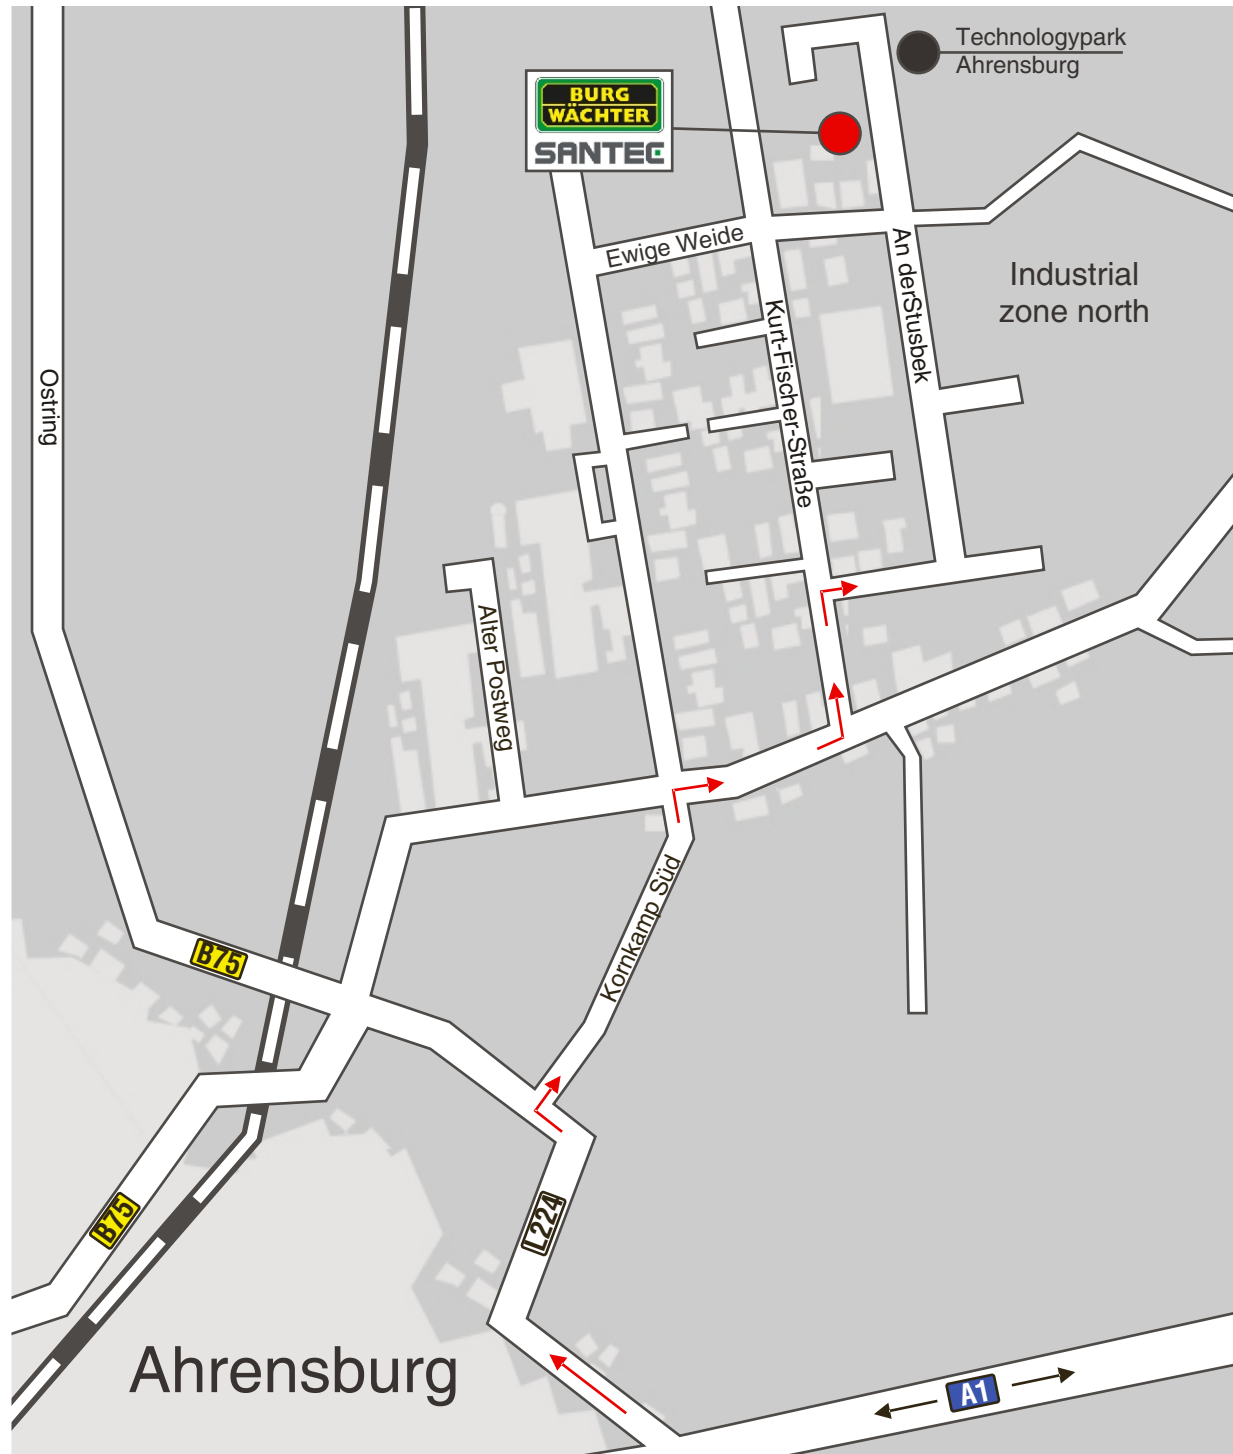 Technologypark
Ahrensburg
BURG
WÄCHTER
SANTEC
Ewige Weide
An derStusbek
Industrial
zone north
Kurt-Fischer-Straße
Ostring
Alter Postweg
Kornkamp Süd
B75
B75
L224
Ahrensburg
A1